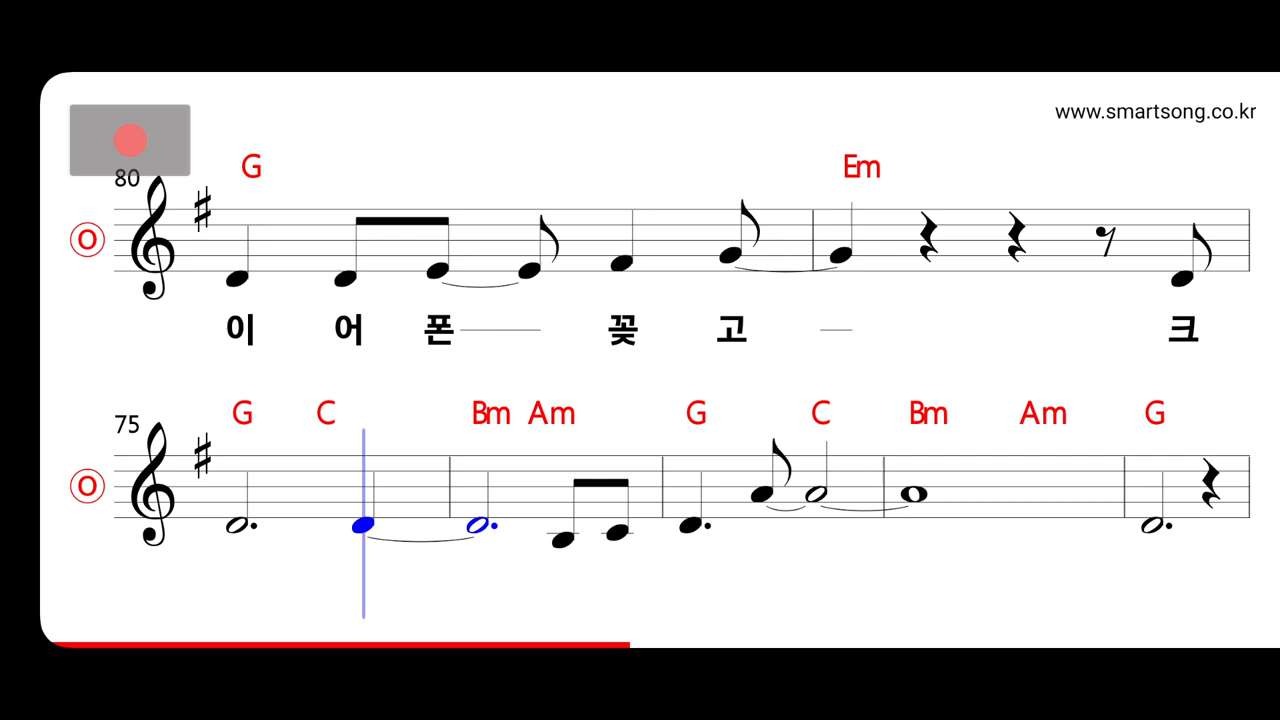 www.smartsong.co.kr
G Em
80
O
이 어 폰 꽂 고 크
G C Bm Am G C Bm Am G
75
O